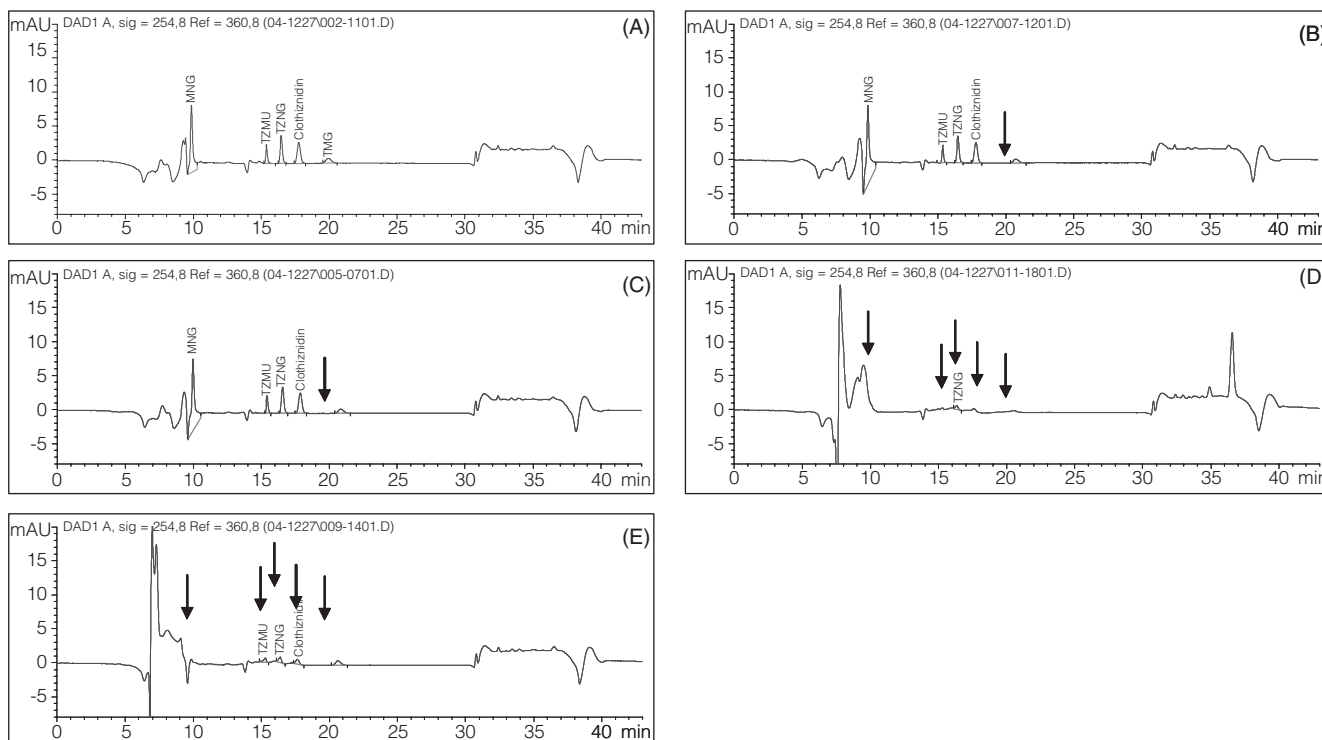 mAU DAD1 A, sig = 254,8 Ref = 360,8 (04-1227\002-1101.D) (A)
15
10
5
0
-5
MNG
TZMU
TZNG
Clothiznidin
TMG
0 5 10 15 20 25 30 35 40 min
mAU DAD1 A, sig = 254,8 Ref = 360,8 (04-1227\007-1201.D) (B)
15
10
5
0
-5
MNG
TZMU
TZNG
Clothiznidin
0 5 10 15 20 25 30 35 40 min
mAU DAD1 A, sig = 254,8 Ref = 360,8 (04-1227\005-0701.D) (C)
15
10
5
0
-5
MNG
TZMU
TZNG
Clothiznidin
0 5 10 15 20 25 30 35 40 min
mAU DAD1 A, sig = 254,8 Ref = 360,8 (04-1227\011-1801.D) (D)
15
10
5
0
-5
TZNG
0 5 10 15 20 25 30 35 40 min
mAU DAD1 A, sig = 254,8 Ref = 360,8 (04-1227\009-1401.D) (E)
15
10
5
0
-5
TZMU
TZNG
Clothiznidin
0 5 10 15 20 25 30 35 40 min